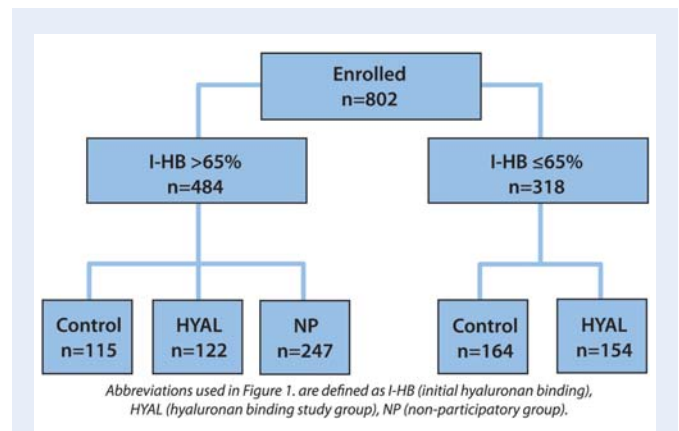 Enrolled
n=802
I-HB >65%
n=484
I-HB ≤65%
n=318
Control
n=115
HYAL
n=122
NP
n=247
Control
n=164
HYAL
n=154
Abbreviations used in Figure 1. are defined as I-HB (initial hyaluronan binding),
HYAL (hyaluronan binding study group), NP (non-participatory group).